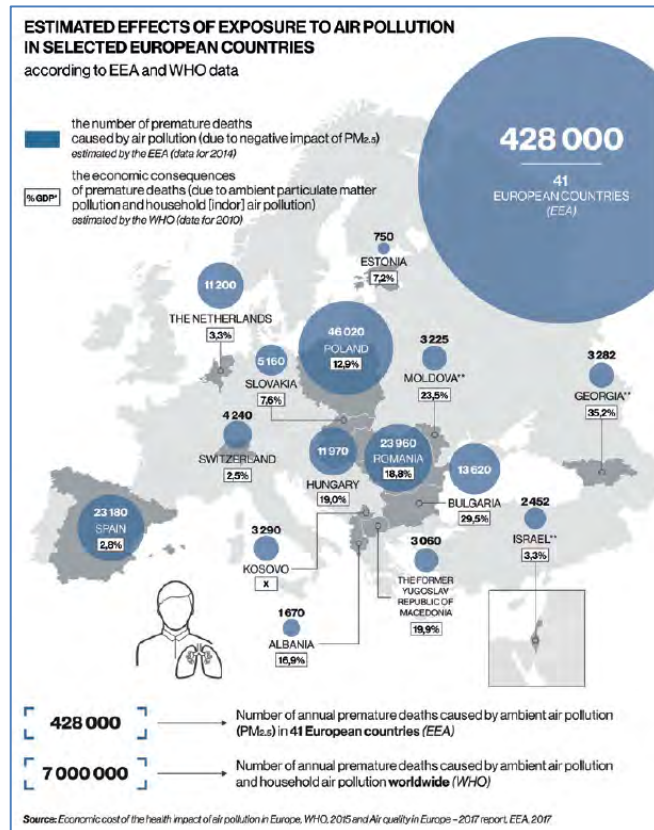 ESTIMATED EFFECTS OF EXPOSURE TO AIR POLLUTION
IN SELECTED EUROPEAN COUNTRIES
according to EEA and WHO data
the number of premature deaths
caused by air pollution (due to negative impact of PM2.5)
estimated by the EEA (data for 2014)
%GDP*
the economic consequences
of premature deaths (due to ambient particulate matter
pollution and household [indor] air pollution)
estimated by the WHO (data for 2010)
428 000
41
EUROPEAN COUNTRIES
(EEA)
750
ESTONIA
7,2%
11 200
THE NETHERLANDS
3,3%
46 020
POLAND
12,9%
5 160
SLOVAKIA
7,6%
3 225
MOLDOVA**
23,5%
3 282
GEORGIA**
35,2%
4 240
SWITZERLAND
2,5%
11 970
HUNGARY
19,0%
23 960
ROMANIA
18,8%
13 620
BULGARIA
29,5%
23 180
SPAIN
2,8%
3 290
KOSOVO
x
3 060
THE FORMER
YUGOSLAV
REPUBLIC OF
MACEDONIA
19,9%
2 452
ISRAEL**
3,3%
1 670
ALBANIA
16,9%
428 000
Number of annual premature deaths caused by ambient air pollution
(PM2.5) in 41 European countries (EEA)
7 000 000
Number of annual premature deaths caused by ambient air pollution
and household air pollution worldwide (WHO)
Source: Economic cost of the health impact of air pollution in Europe, WHO, 2015 and Air quality in Europe – 2017 report, EEA, 2017